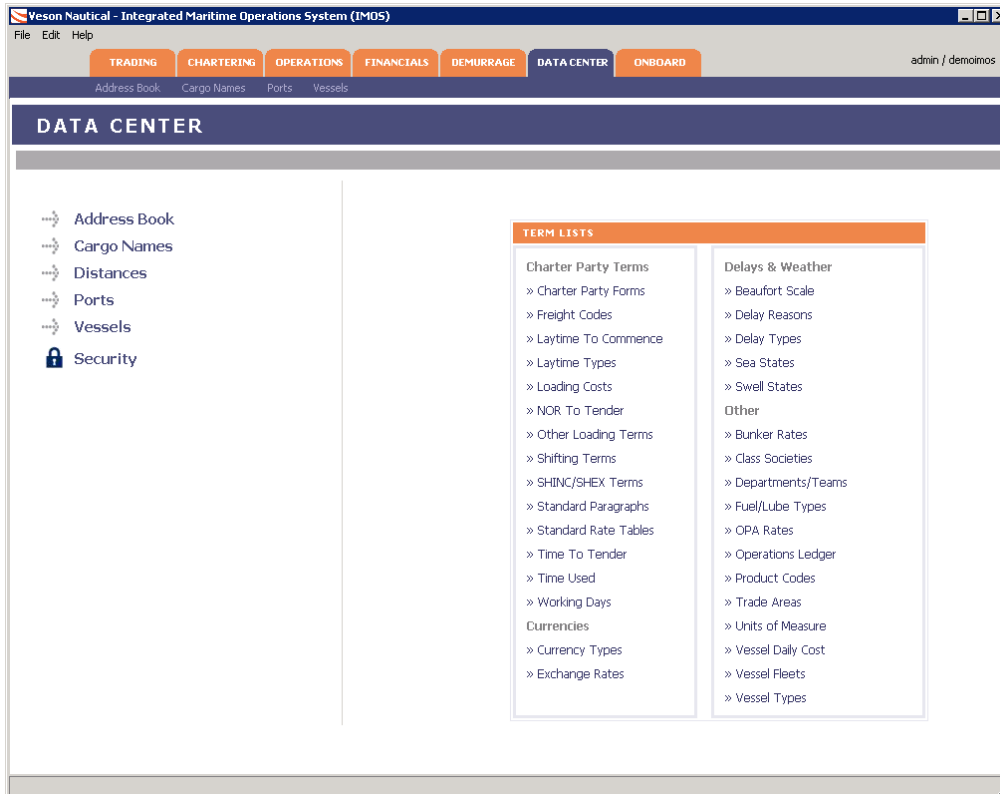 Veson Nautical - Integrated Maritime Operations System (IMOS)
File Edit Help
TRADING CHARTERING OPERATIONS FINANCIALS DEMURRAGE DATA CENTER ONBOARD admin / demoimos
Address Book Cargo Names Ports Vessels
DATA CENTER
Address Book
Cargo Names
Distances
Ports
Vessels
Security
TERM LISTS
Charter Party Terms
» Charter Party Forms
» Freight Codes
» Laytime To Commence
» Laytime Types
» Loading Costs
» NOR To Tender
» Other Loading Terms
» Shifting Terms
» SHINC/SHEX Terms
» Standard Paragraphs
» Standard Rate Tables
» Time To Tender
» Time Used
» Working Days
Currencies
» Currency Types
» Exchange Rates
Delays & Weather
» Beaufort Scale
» Delay Reasons
» Delay Types
» Sea States
» Swell States
Other
» Bunker Rates
» Class Societies
» Departments/Teams
» Fuel/Lube Types
» OPA Rates
» Operations Ledger
» Product Codes
» Trade Areas
» Units of Measure
» Vessel Daily Cost
» Vessel Fleets
» Vessel Types